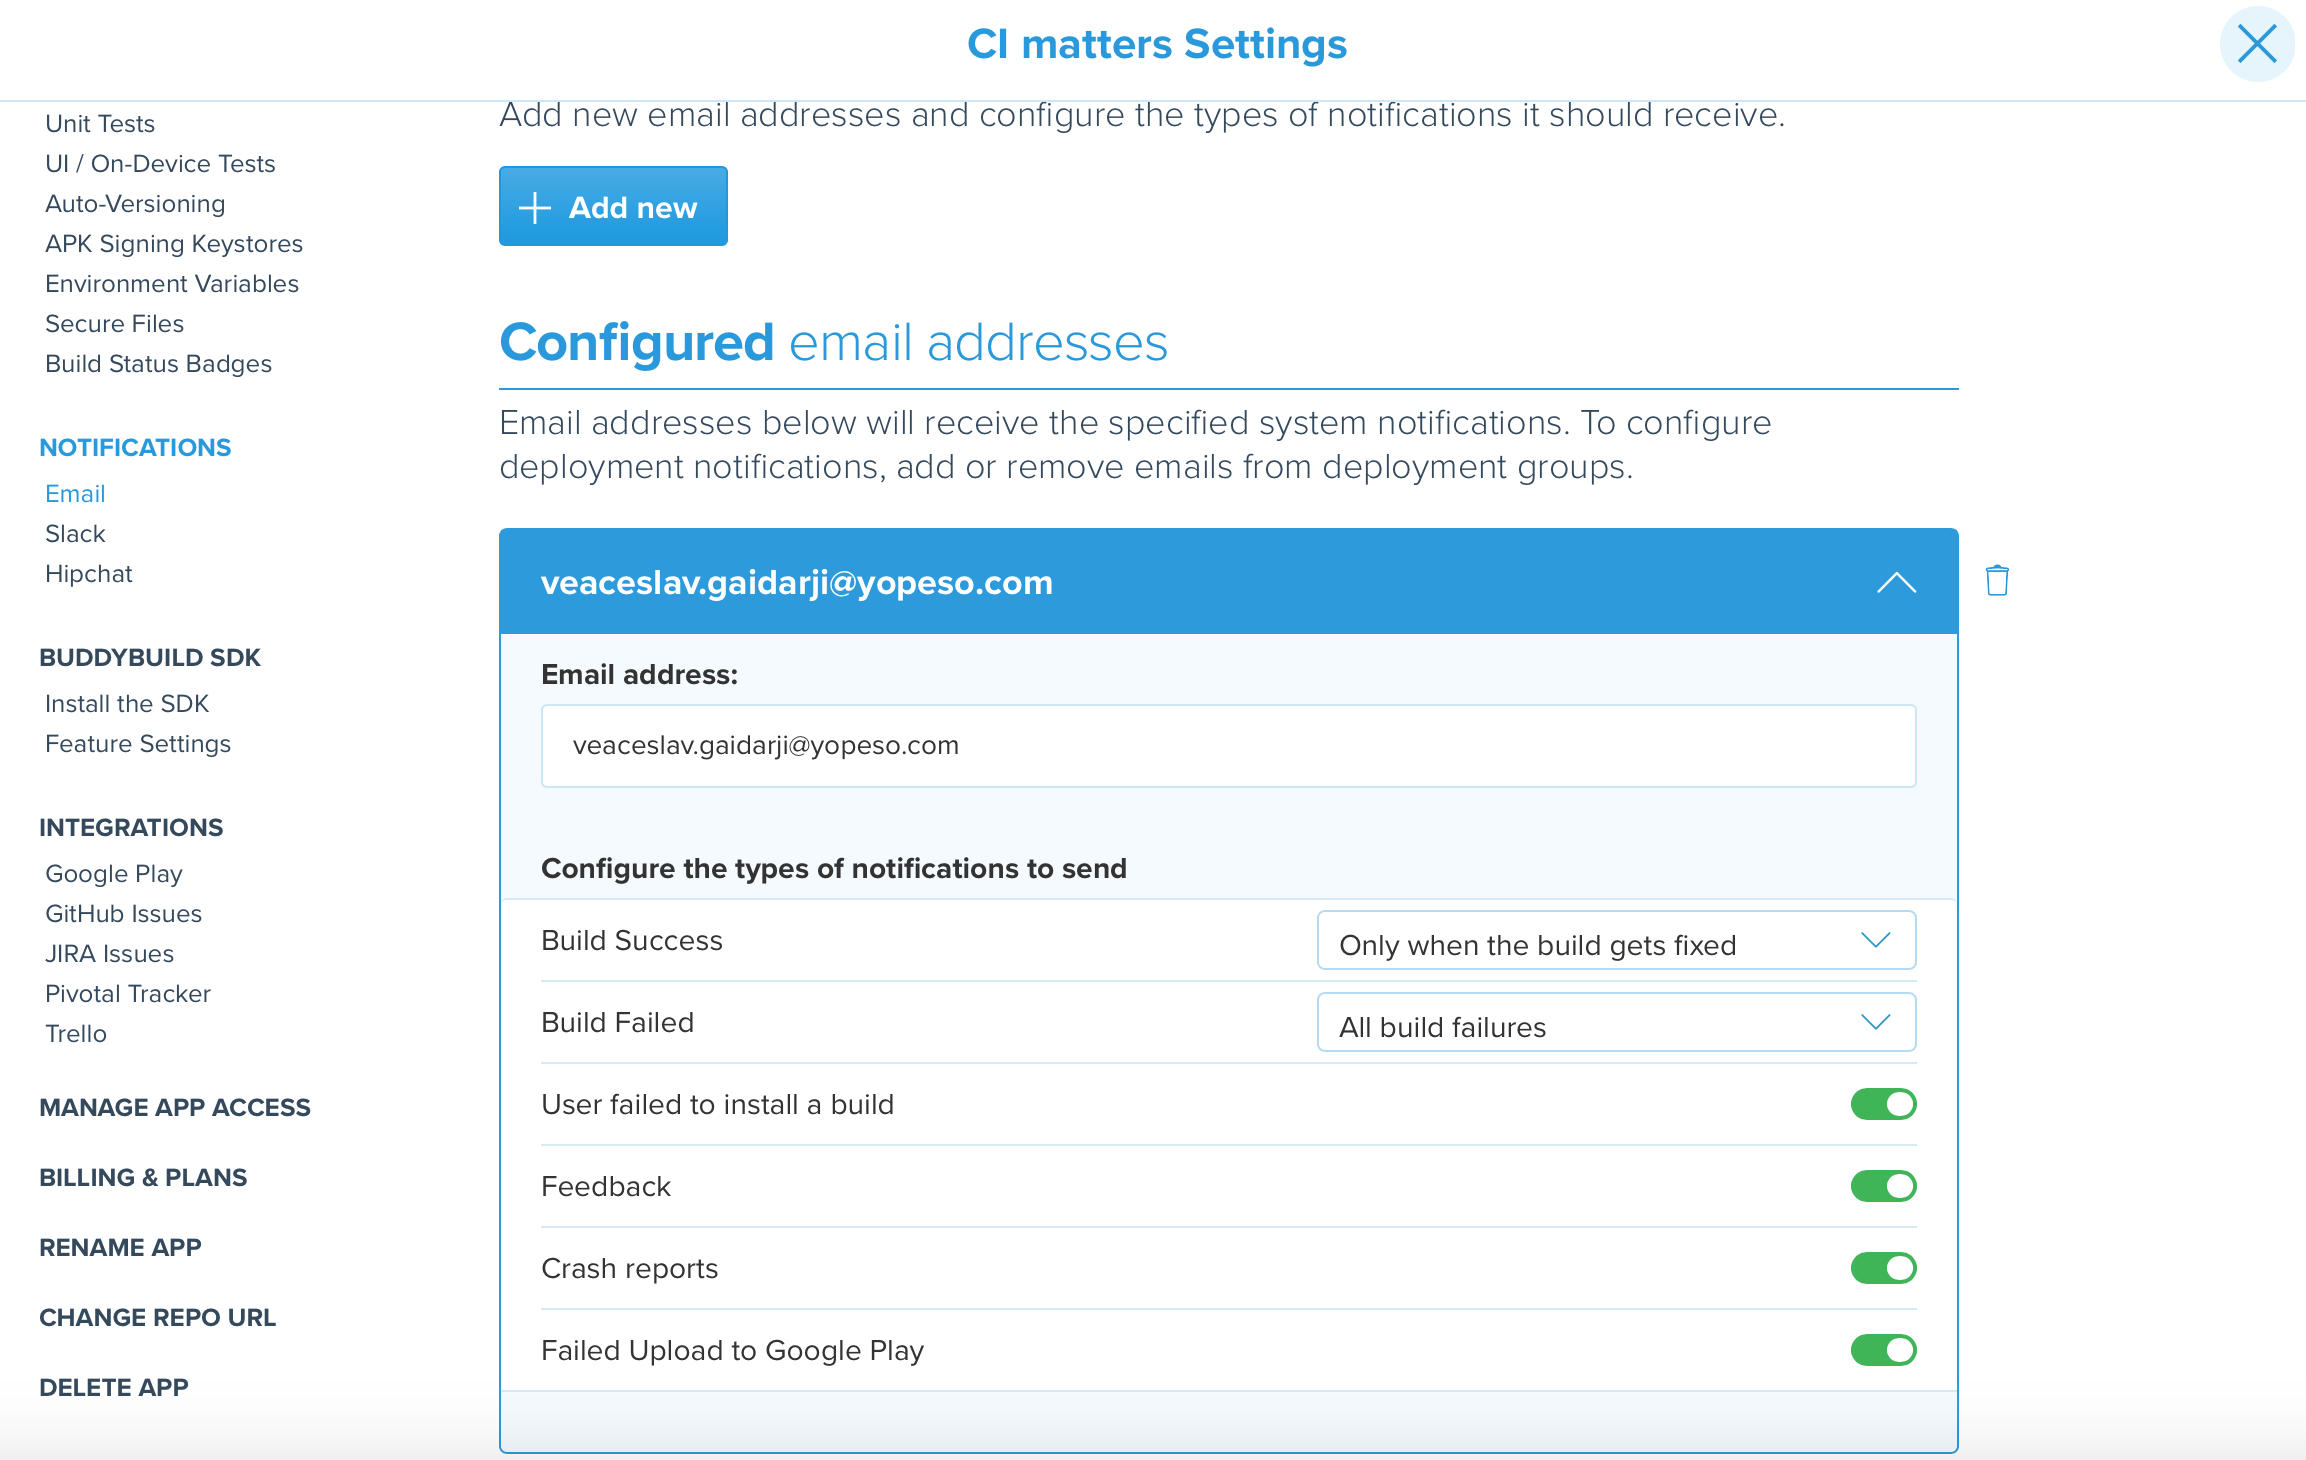 CI matters Settings
Unit Tests
UI / On-Device Tests
Auto-Versioning
APK Signing Keystores
Environment Variables
Secure Files
Build Status Badges
NOTIFICATIONS
Email
Slack
Hipchat
BUDDYBUILD SDK
Install the SDK
Feature Settings
INTEGRATIONS
Google Play
GitHub Issues
JIRA Issues
Pivotal Tracker
Trello
MANAGE APP ACCESS
BILLING & PLANS
RENAME APP
CHANGE REPO URL
DELETE APP
Add new email addresses and configure the types of notifications it should receive.
Add new
Configured email addresses
Email addresses below will receive the specified system notifications. To configure
deployment notifications, add or remove emails from deployment groups.
veaceslav.gaidarji@yopeso.com
Email address:
veaceslav.gaidarji@yopeso.com
Configure the types of notifications to send
Build Success
Only when the build gets fixed
Build Failed
All build failures
User failed to install a build
Feedback
Crash reports
Failed Upload to Google Play